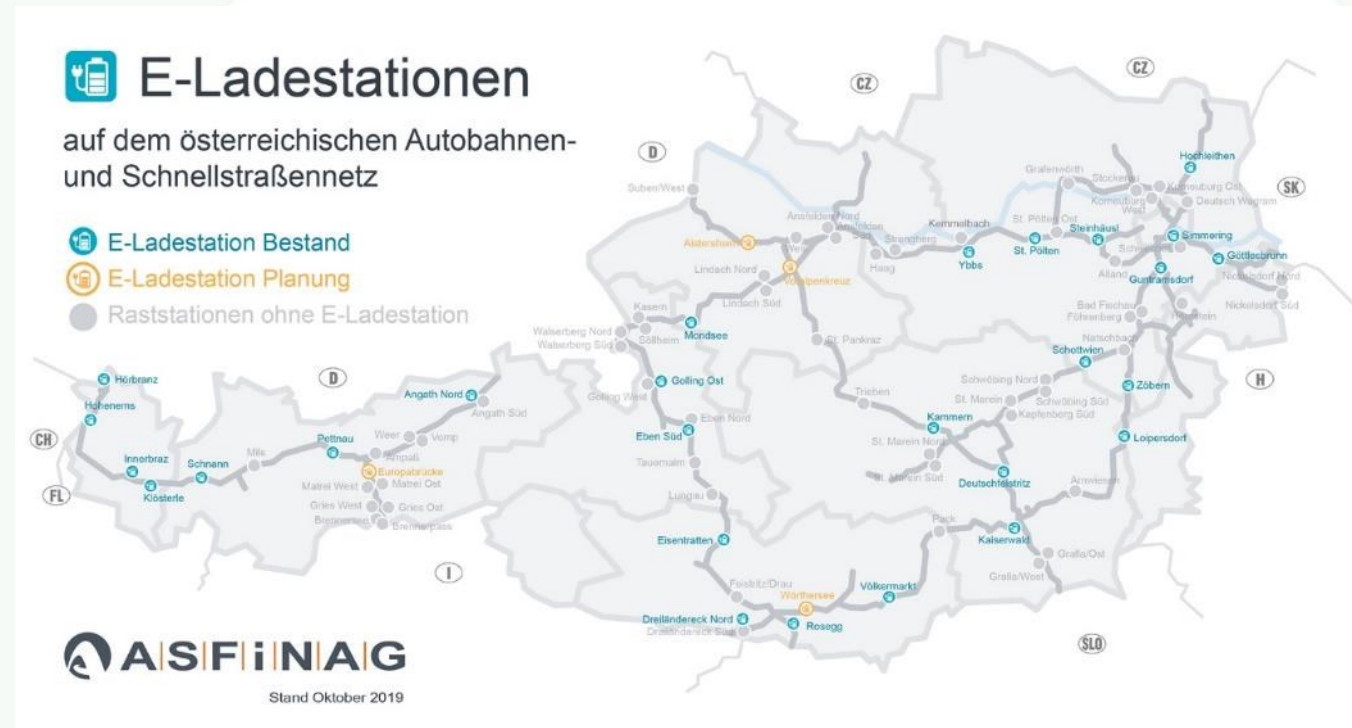 E-Ladestationen
auf dem österreichischen Autobahnen-
und Schnellstraßennetz
E-Ladestation Bestand
E-Ladestation Planung
Raststationen ohne E-Ladestation
CZ
CZ
D
SK
Hochleithen
Grafenwörth
Stockerau
Korneuburg Ost
Korneuburg
West
Deutsch Wagram
Suben/West
Ansfelden Nord
Ansfelden
Kemmelbach
St. Pölten Ost
Steinhäusl
Simmering
Aistersheim
Strengberg
St. Pölten
Göttlesbrunn
Haag
Ybbs
Alland
Nickelsdorf Nord
Lindach Nord
Voralpenkreuz
Guntramsdorf
Lindach Süd
Bad Fischau
Föhrenberg
Nickelsdorf Süd
Kasern
Walserberg Nord
Walserberg Süd
Söllheim
Mondsee
St. Pankraz
Natschbach
Schottwien
H
Hörbranz
D
Golling Ost
Golling West
Schwöbing Nord
Zöbern
Angath Nord
Angath Süd
Trieben
St. Marein
Schwöbing Süd
Kapfenberg Süd
Hohenems
Eben Nord
Eben Süd
Kammern
CH
Pettnau
Weer
Vomp
St. Marein Nord
Loipersdorf
Innerbraz
Schnann
Mils
Ampass
Tauernalm
St. Marein Süd
Europabrücke
Klösterle
Matrei West
Matrei Ost
Deutschfeistritz
Arnwiesen
FL
Lungau
Gries West
Gries Ost
Brennersee
Brennerpass
Pack
Eisentratten
Kaiserwald
Gralla/Ost
I
Gralla/West
Feistritz/Drau
Wörthersee
Völkermarkt
Dreiländereck Nord
Dreiländereck Süd
Rosegg
SLO
ASFiNAG
Stand Oktober 2019